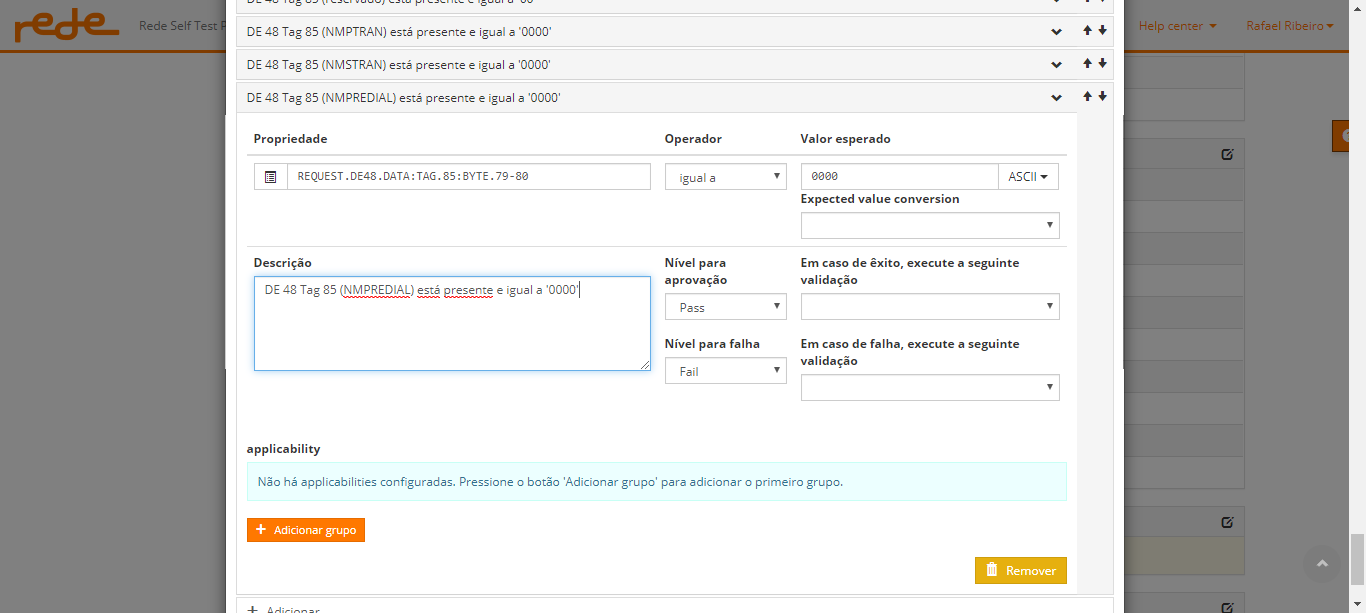 DE 48 Tag 85 (reservado) está presente e igual a '00'
rede
Rede Self Test P
Help center
Rafael Ribeiro
DE 48 Tag 85 (NMPTRAN) está presente e igual a '0000'
DE 48 Tag 85 (NMSTRAN) está presente e igual a '0000'
DE 48 Tag 85 (NMPREDIAL) está presente e igual a '0000'
Propriedade Operador Valor esperado
REQUEST.DE48.DATA:TAG.85:BYTE.79-80 igual a 0000 ASCII
Expected value conversion
Descrição Nível para aprovação Em caso de êxito, execute a seguinte validação
DE 48 Tag 85 (NMPREDIAL) está presente e igual a '0000'
Pass
Nível para falha Em caso de falha, execute a seguinte validação
Fail
applicability
Não há applicabilities configuradas. Pressione o botão 'Adicionar grupo' para adicionar o primeiro grupo.
+ Adicionar grupo
Remover
+ Adicionar